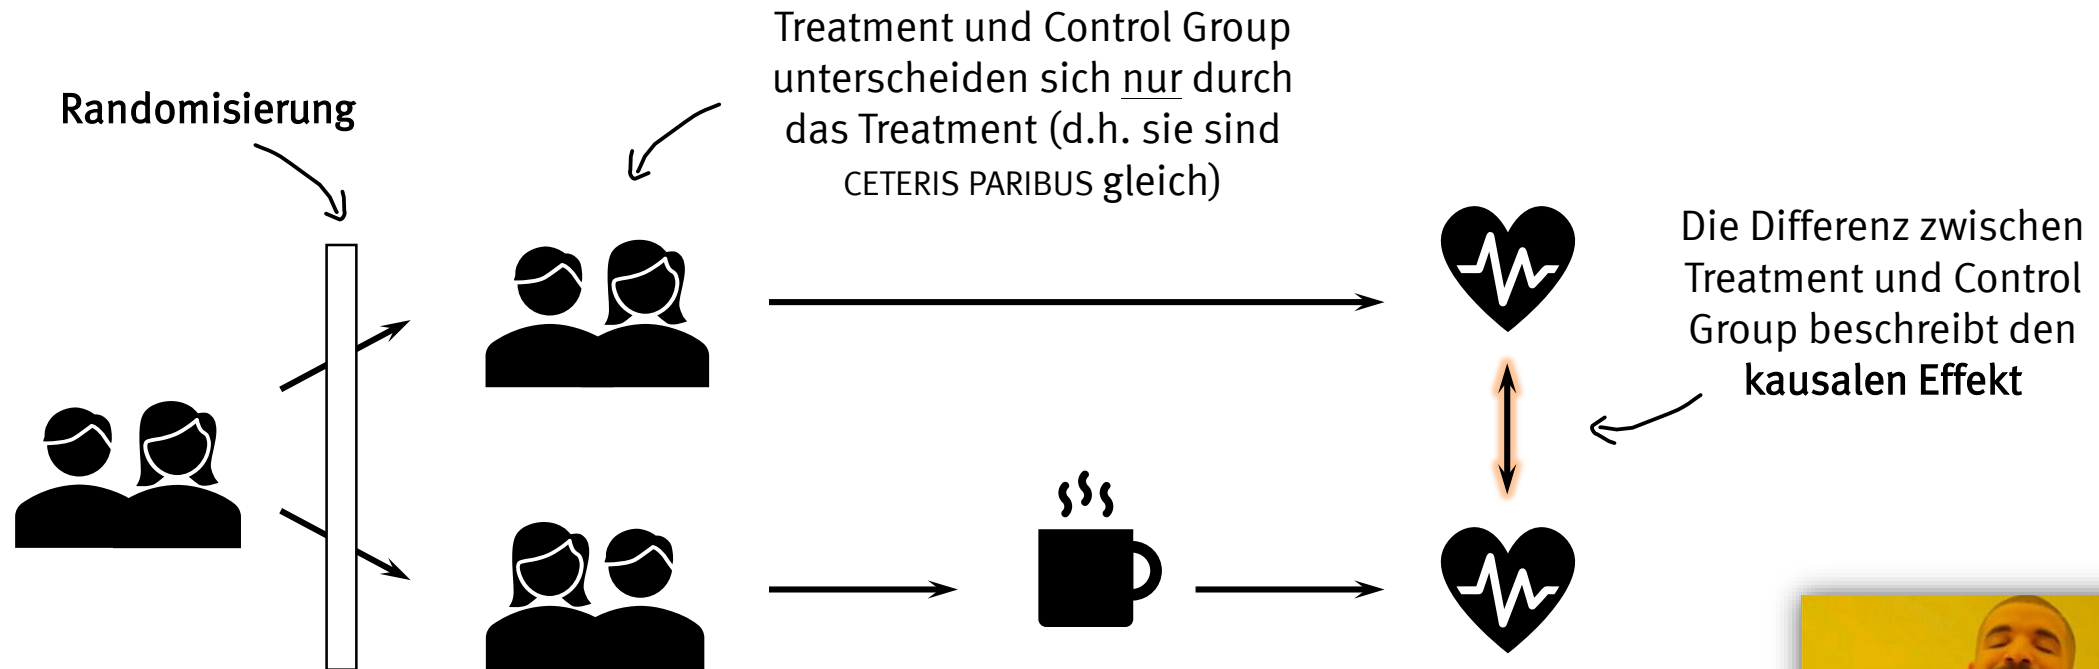 Randomisierung
Treatment und Control Group
unterscheiden sich nur durch
das Treatment (d.h. sie sind
CETERIS PARIBUS gleich)
Die Differenz zwischen
Treatment und Control
Group beschreibt den
kausalen Effekt